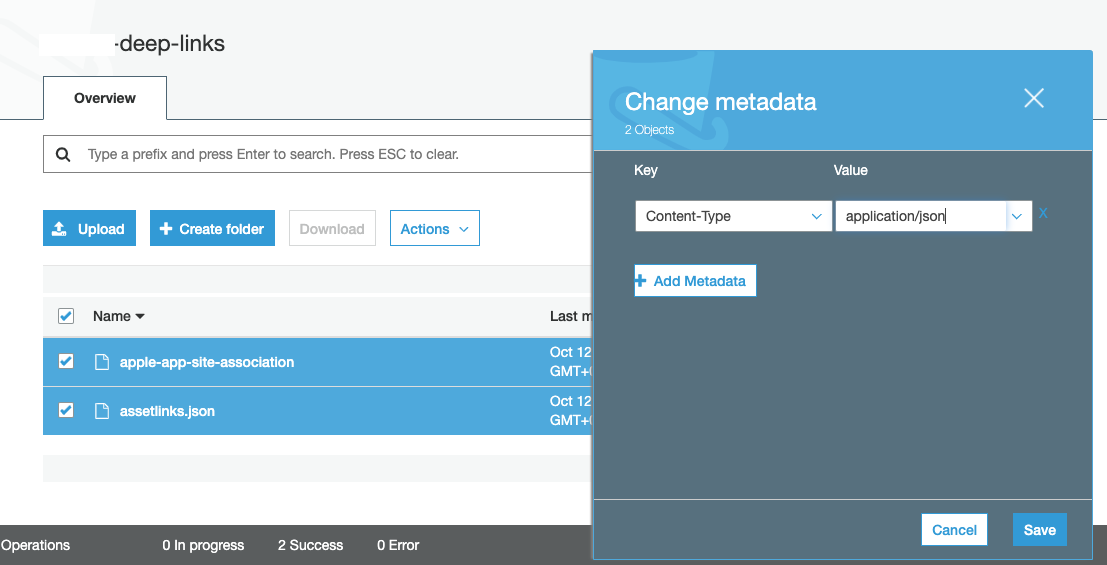 -deep-links
Overview
Type a prefix and press Enter to search. Press ESC to clear.
Upload
Create folder
Download
Actions
Name
Last m
apple-app-site-association
Oct 12
GMT+
assetlinks.json
Oct 12
GMT+
Operations
0 In progress
2 Success
0 Error
Change metadata
2 Objects
Key
Value
Content-Type
application/json
X
Add Metadata
Cancel
Save